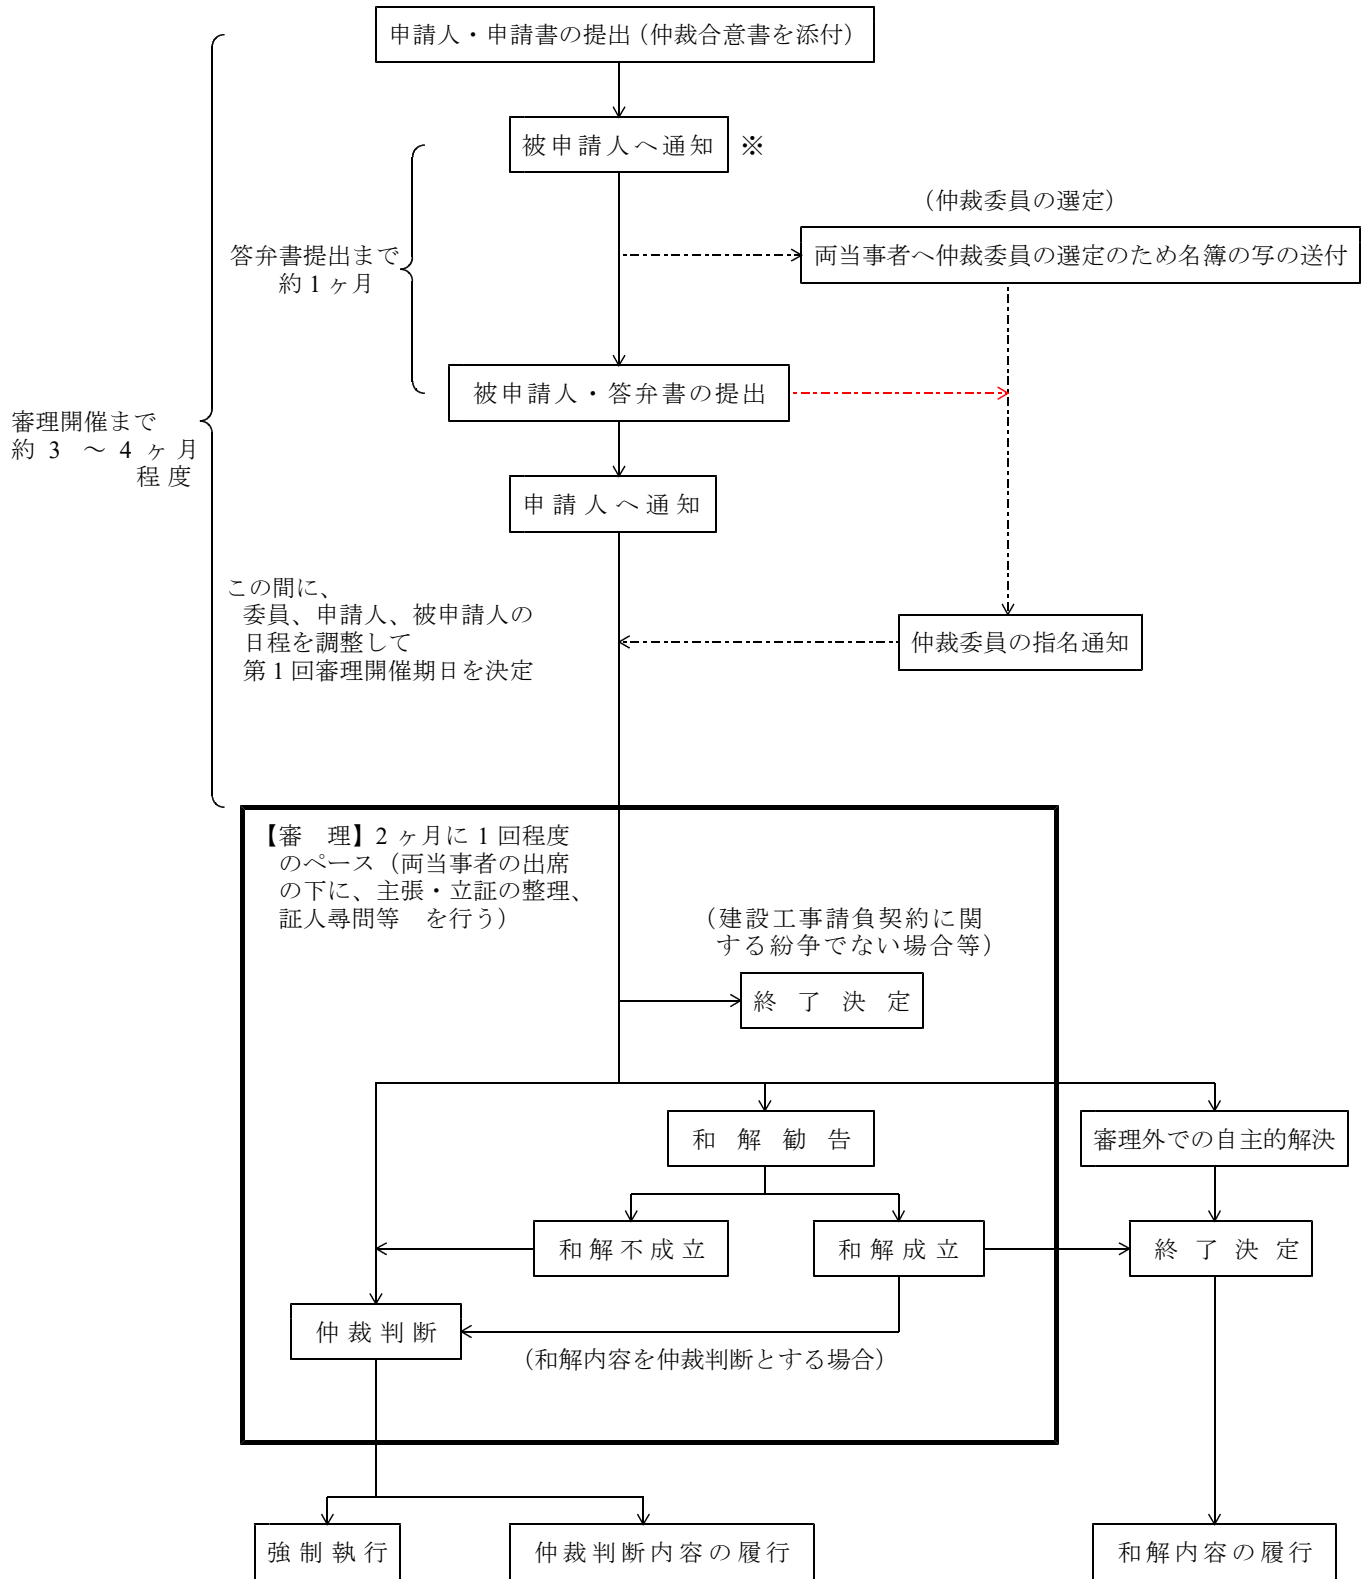 申請人・申請書の提出（仲裁合意書を添付）
被申請人へ通知 ※
（仲裁委員の選定）
両当事者へ仲裁委員の選定のため名簿の写の送付
答弁書提出まで
約1ヶ月
被申請人・答弁書の提出
審理開催まで
約 3 ～ 4 ヶ月
程度
申請人へ通知
この間に、
委員、申請人、被申請人の
日程を調整して
第1回審理開催期日を決定
仲裁委員の指名通知
【審　理】2 ヶ月に 1 回程度
のペース（両当事者の出席
の下に、主張・立証の整理、
証人尋問等　を行う）
（建設工事請負契約に関
する紛争でない場合等）
終了決定
和解勧告
審理外での自主的解決
和解不成立
和解成立
終了決定
仲裁判断
（和解内容を仲裁判断とする場合）
強制執行
仲裁判断内容の履行
和解内容の履行